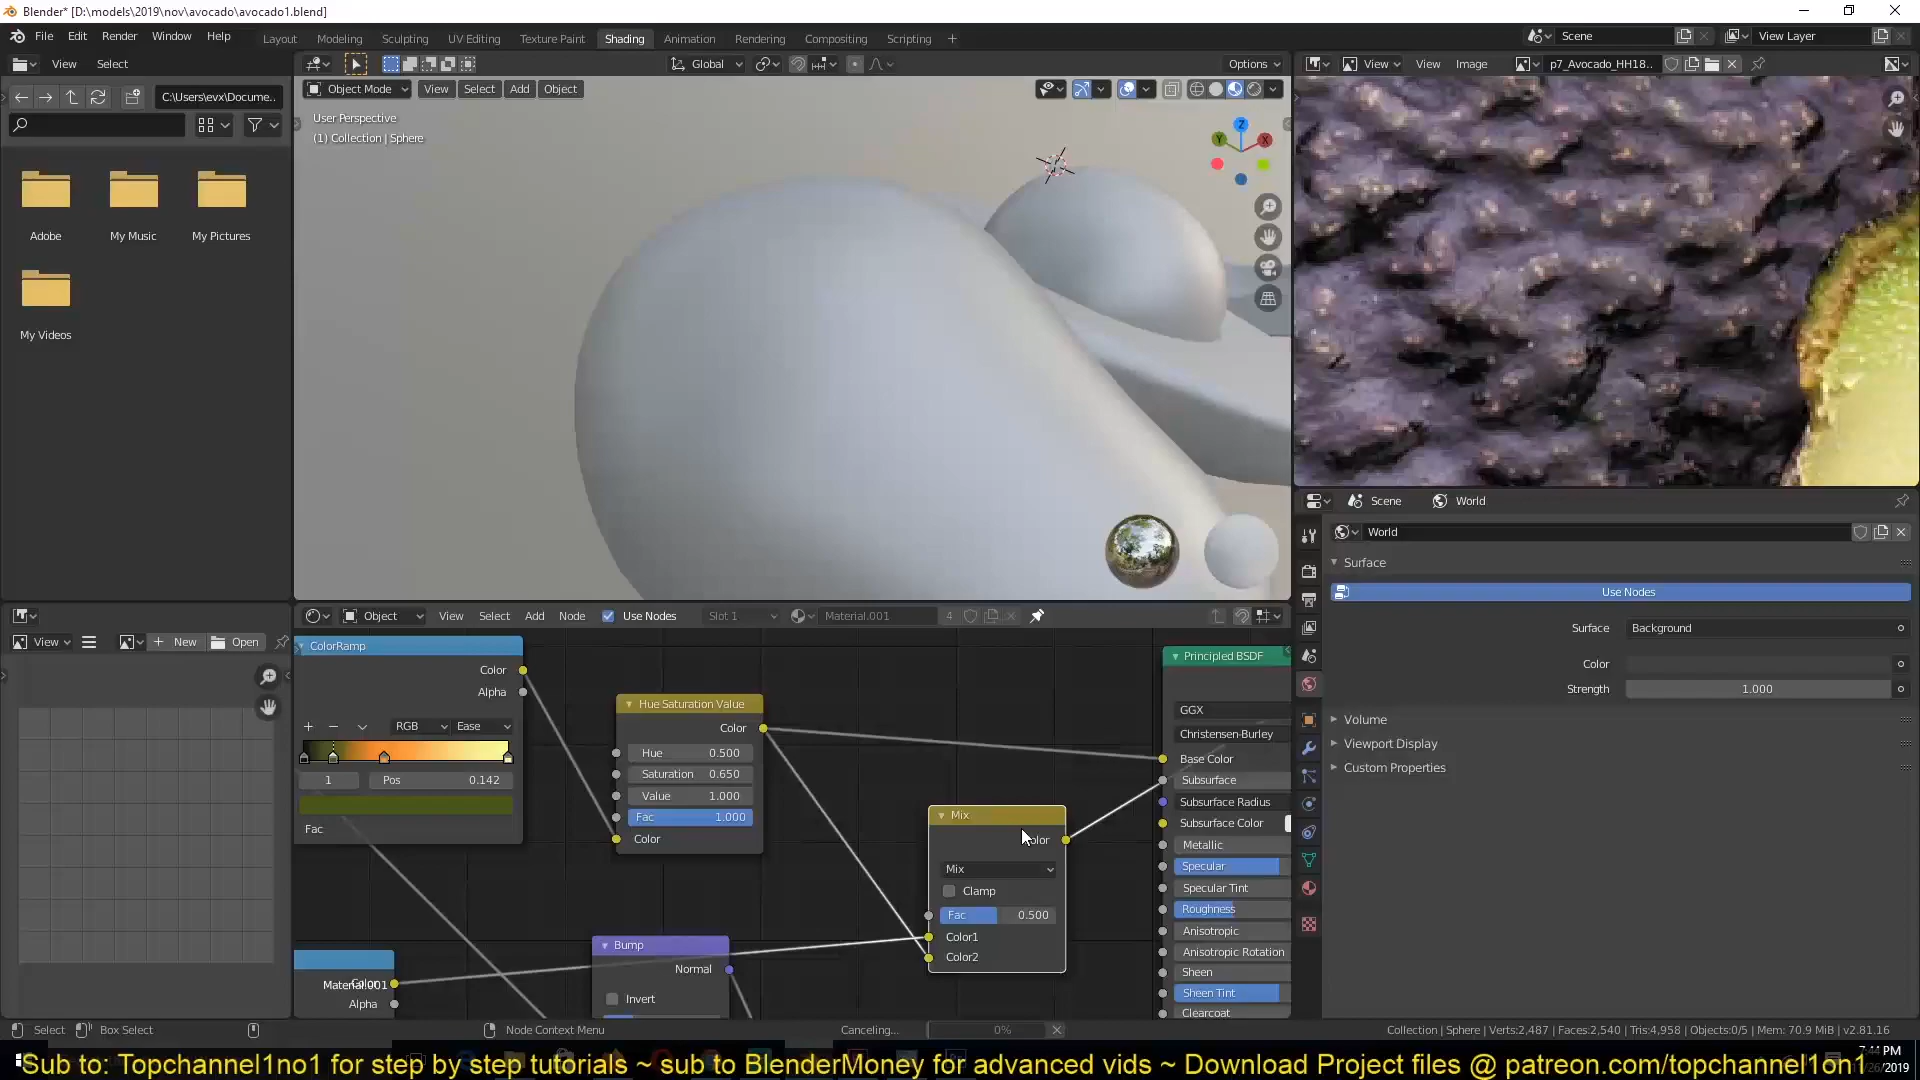 Blender* [D:\models\2019\nov\avocado\avocado1.blend]
File Edit Render Window Help
Layout Modeling Sculpting UV Editing Texture Paint Shading Animation Rendering Compositing Scripting +
Scene
View Layer
View Select
Global
Options
View View Image p7_Avocado_HH18..
C:\Users\evx\Docume..
Object Mode View Select Add Object
User Perspective
(1) Collection | Sphere
Z
Y
X
Adobe My Music My Pictures
My Videos
Scene World
World
Surface
Use Nodes
Surface Background
Color
Strength 1.000
Volume
Viewport Display
Custom Properties
View + New Open
Object View Select Add Node Use Nodes Slot 1 Material.001 4
ColorRamp
Color
Alpha
+ − RGB Ease
1 Pos 0.142
Fac
Hue Saturation Value
Color
Hue 0.500
Saturation 0.650
Value 1.000
Fac 1.000
Color
Mix
Mix
Clamp
Fac 0.500
Color1
Color2
Bump
Normal
Invert
Material.001
Alpha
Principled BSDF
GGX
Christensen-Burley
Base Color
Subsurface
Subsurface Radius
Subsurface Color
Metallic
Specular
Specular Tint
Roughness
Anisotropic
Anisotropic Rotation
Sheen
Sheen Tint
Clearcoat
Select Box Select Node Context Menu Canceling... 0% Collection | Sphere | Verts:2,487 | Faces:2,540 | Tris:4,958 | Objects:0/5 | Mem: 70.9 MiB | v2.81.16
Sub to: Topchannel1no1 for step by step tutorials ~ sub to BlenderMoney for advanced vids ~ Download Project files @ patreon.com/topchannel1on1